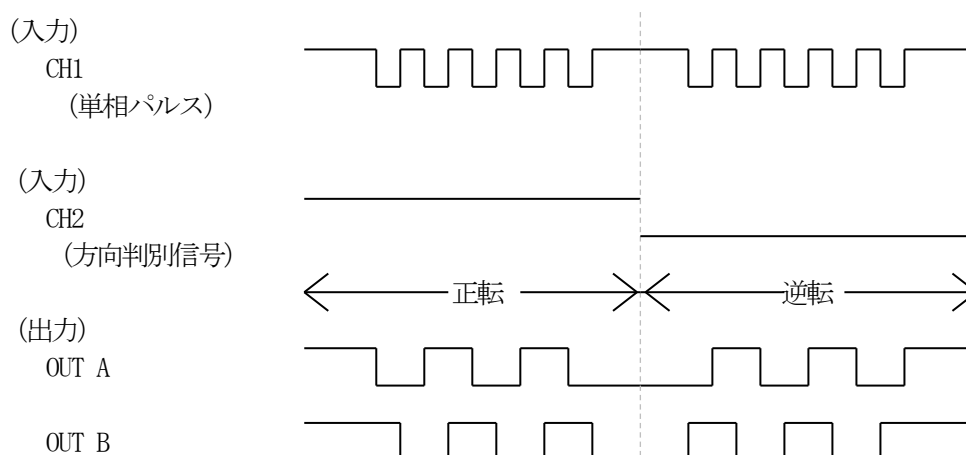 (入力)
CH1
(単相パルス)
(入力)
CH2
(方向判別信号)
正転
逆転
(出力)
OUT A
OUT B